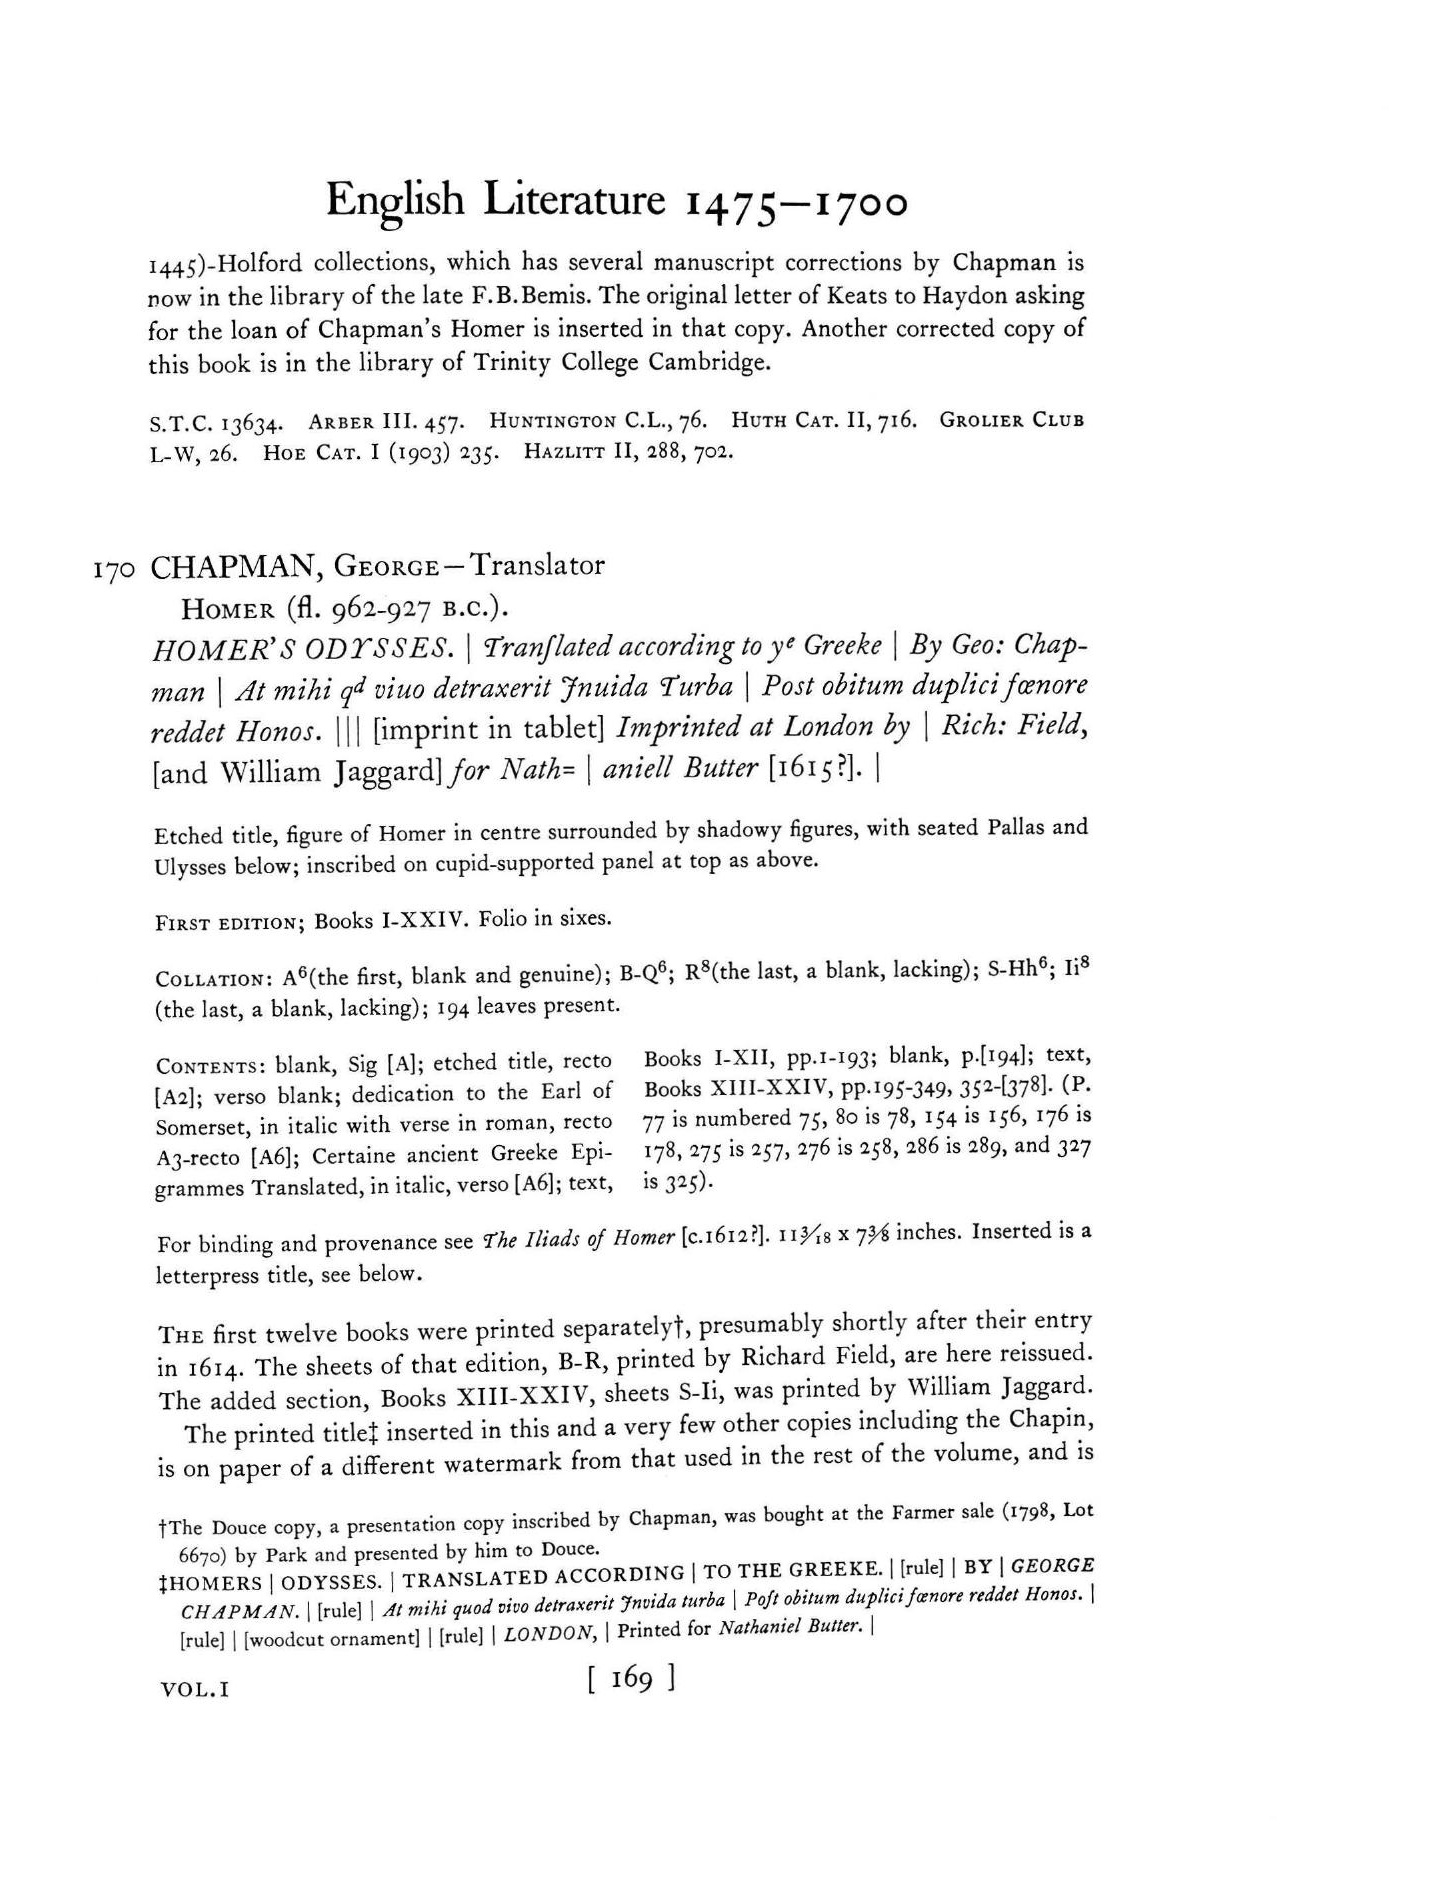 English Literature 1475—1700
1445)-Holford collections, which has several manuscript corrections by Chapman is
now in the library of the late F.B.Bemis. The original letter of Keats to Haydon asking
for the loan of Chapman's Homer is inserted in that copy. Another corrected copy of
this book is in the library of Trinity College Cambridge.
S.T.C. 13634. Arber III. 457. Huntington C.L., 76. Huth Cat. II, 716. Grolier Club
L-W, 26. Hoe Cat. I (1903) 235. Hazlitt II, 288, 702.
170 CHAPMAN, George—Translator
Homer (fl. 962-927 B.C.).
HOMER'S ODYSSES. | Tranſlated according to yᵉ Greeke | By Geo: Chap-
man | At mihi qᵈ viuo detraxerit Jnuida Turba | Post obitum duplici fœnore
reddet Honos. ||| [imprint in tablet] Imprinted at London by | Rich: Field,
[and William Jaggard] for Nath= | aniell Butter [1615?]. |
Etched title, figure of Homer in centre surrounded by shadowy figures, with seated Pallas and
Ulysses below; inscribed on cupid-supported panel at top as above.
First edition; Books I-XXIV. Folio in sixes.
Collation: A⁶(the first, blank and genuine); B-Q⁶; R⁸(the last, a blank, lacking); S-Hh⁶; Ii⁸
(the last, a blank, lacking); 194 leaves present.
Contents: blank, Sig [A]; etched title, recto
[A2]; verso blank; dedication to the Earl of
Somerset, in italic with verse in roman, recto
A3-recto [A6]; Certaine ancient Greeke Epi-
grammes Translated, in italic, verso [A6]; text,
Books I-XII, pp.1-193; blank, p.[194]; text,
Books XIII-XXIV, pp.195-349, 352-[378]. (P.
77 is numbered 75, 80 is 78, 154 is 156, 176 is
178, 275 is 257, 276 is 258, 286 is 289, and 327
is 325).
For binding and provenance see The Iliads of Homer [c.1612?]. 11 3/18 x 7 3/8 inches. Inserted is a
letterpress title, see below.
The first twelve books were printed separately†, presumably shortly after their entry
in 1614. The sheets of that edition, B-R, printed by Richard Field, are here reissued.
The added section, Books XIII-XXIV, sheets S-Ii, was printed by William Jaggard.
The printed title‡ inserted in this and a very few other copies including the Chapin,
is on paper of a different watermark from that used in the rest of the volume, and is
†The Douce copy, a presentation copy inscribed by Chapman, was bought at the Farmer sale (1798, Lot
6670) by Park and presented by him to Douce.
‡HOMERS | ODYSSES. | TRANSLATED ACCORDING | TO THE GREEKE. | [rule] | BY | GEORGE
CHAPMAN. | [rule] | At mihi quod vivo detraxerit Jnvida turba | Poſt obitum duplici fœnore reddet Honos. |
[rule] | [woodcut ornament] | [rule] | LONDON, | Printed for Nathaniel Butter. |
VOL.I
[ 169 ]